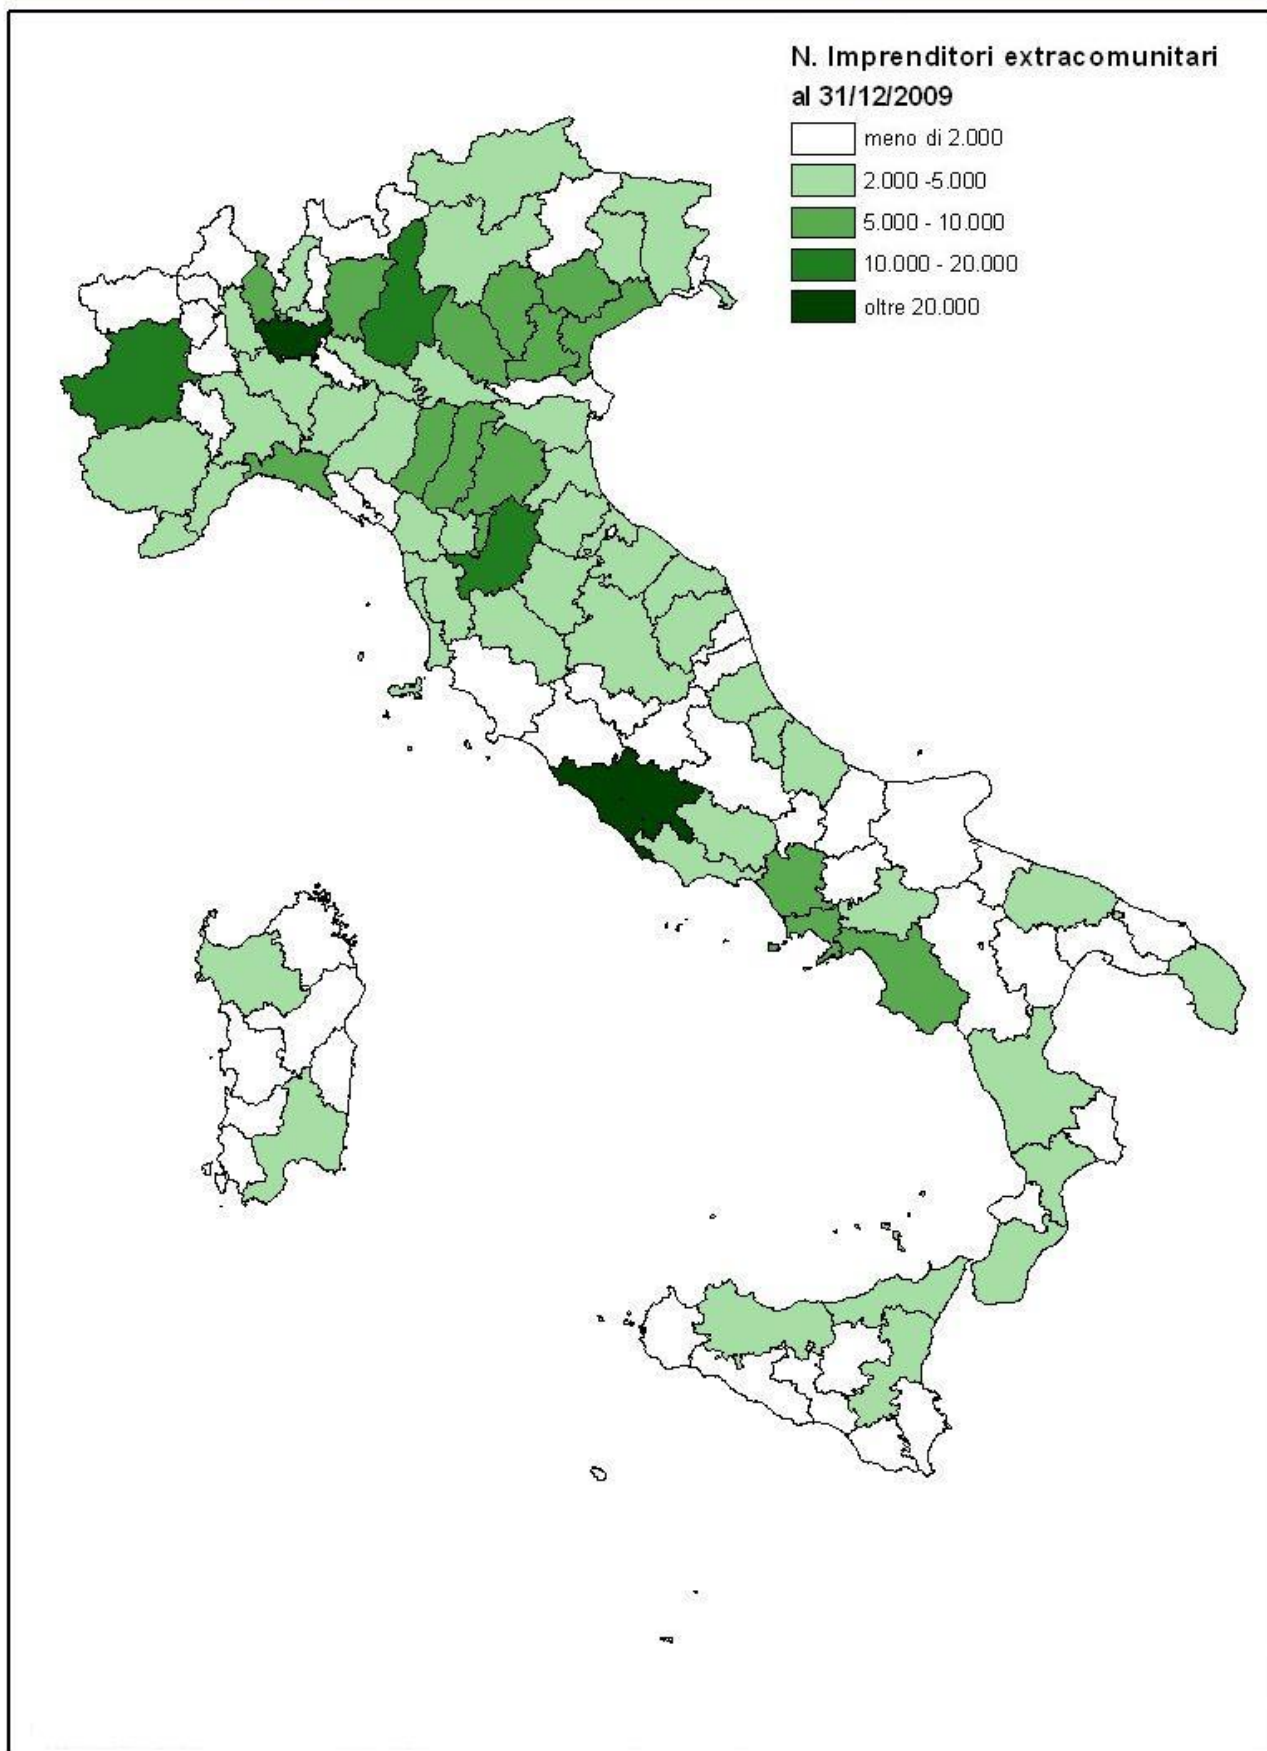 N. Imprenditori extracomunitari
al 31/12/2009
meno di 2.000
2.000 -5.000
5.000 - 10.000
10.000 - 20.000
oltre 20.000